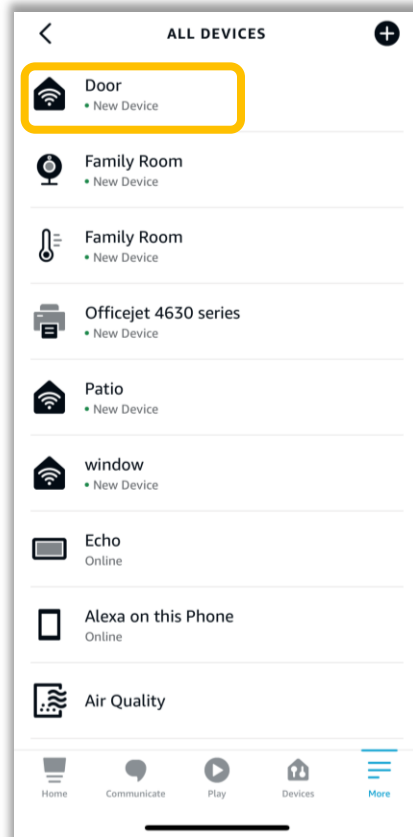 ALL DEVICES
Door
• New Device
Family Room
• New Device
Family Room
• New Device
Officejet 4630 series
• New Device
Patio
• New Device
window
• New Device
Echo
Online
Alexa on this Phone
Online
Air Quality
Home Communicate Play Devices More